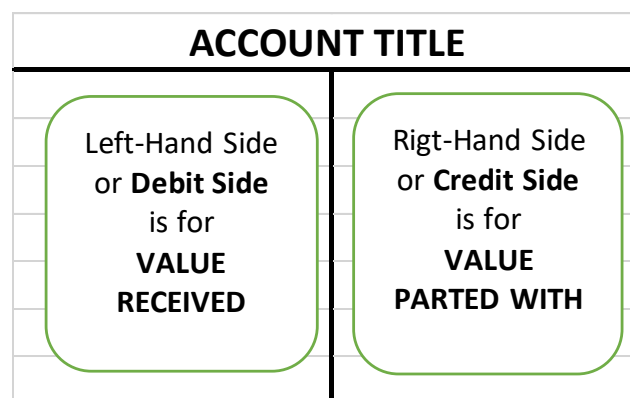 ACCOUNT TITLE
Left-Hand Side
or Debit Side
is for
VALUE
RECEIVED
Rigt-Hand Side
or Credit Side
is for
VALUE
PARTED WITH